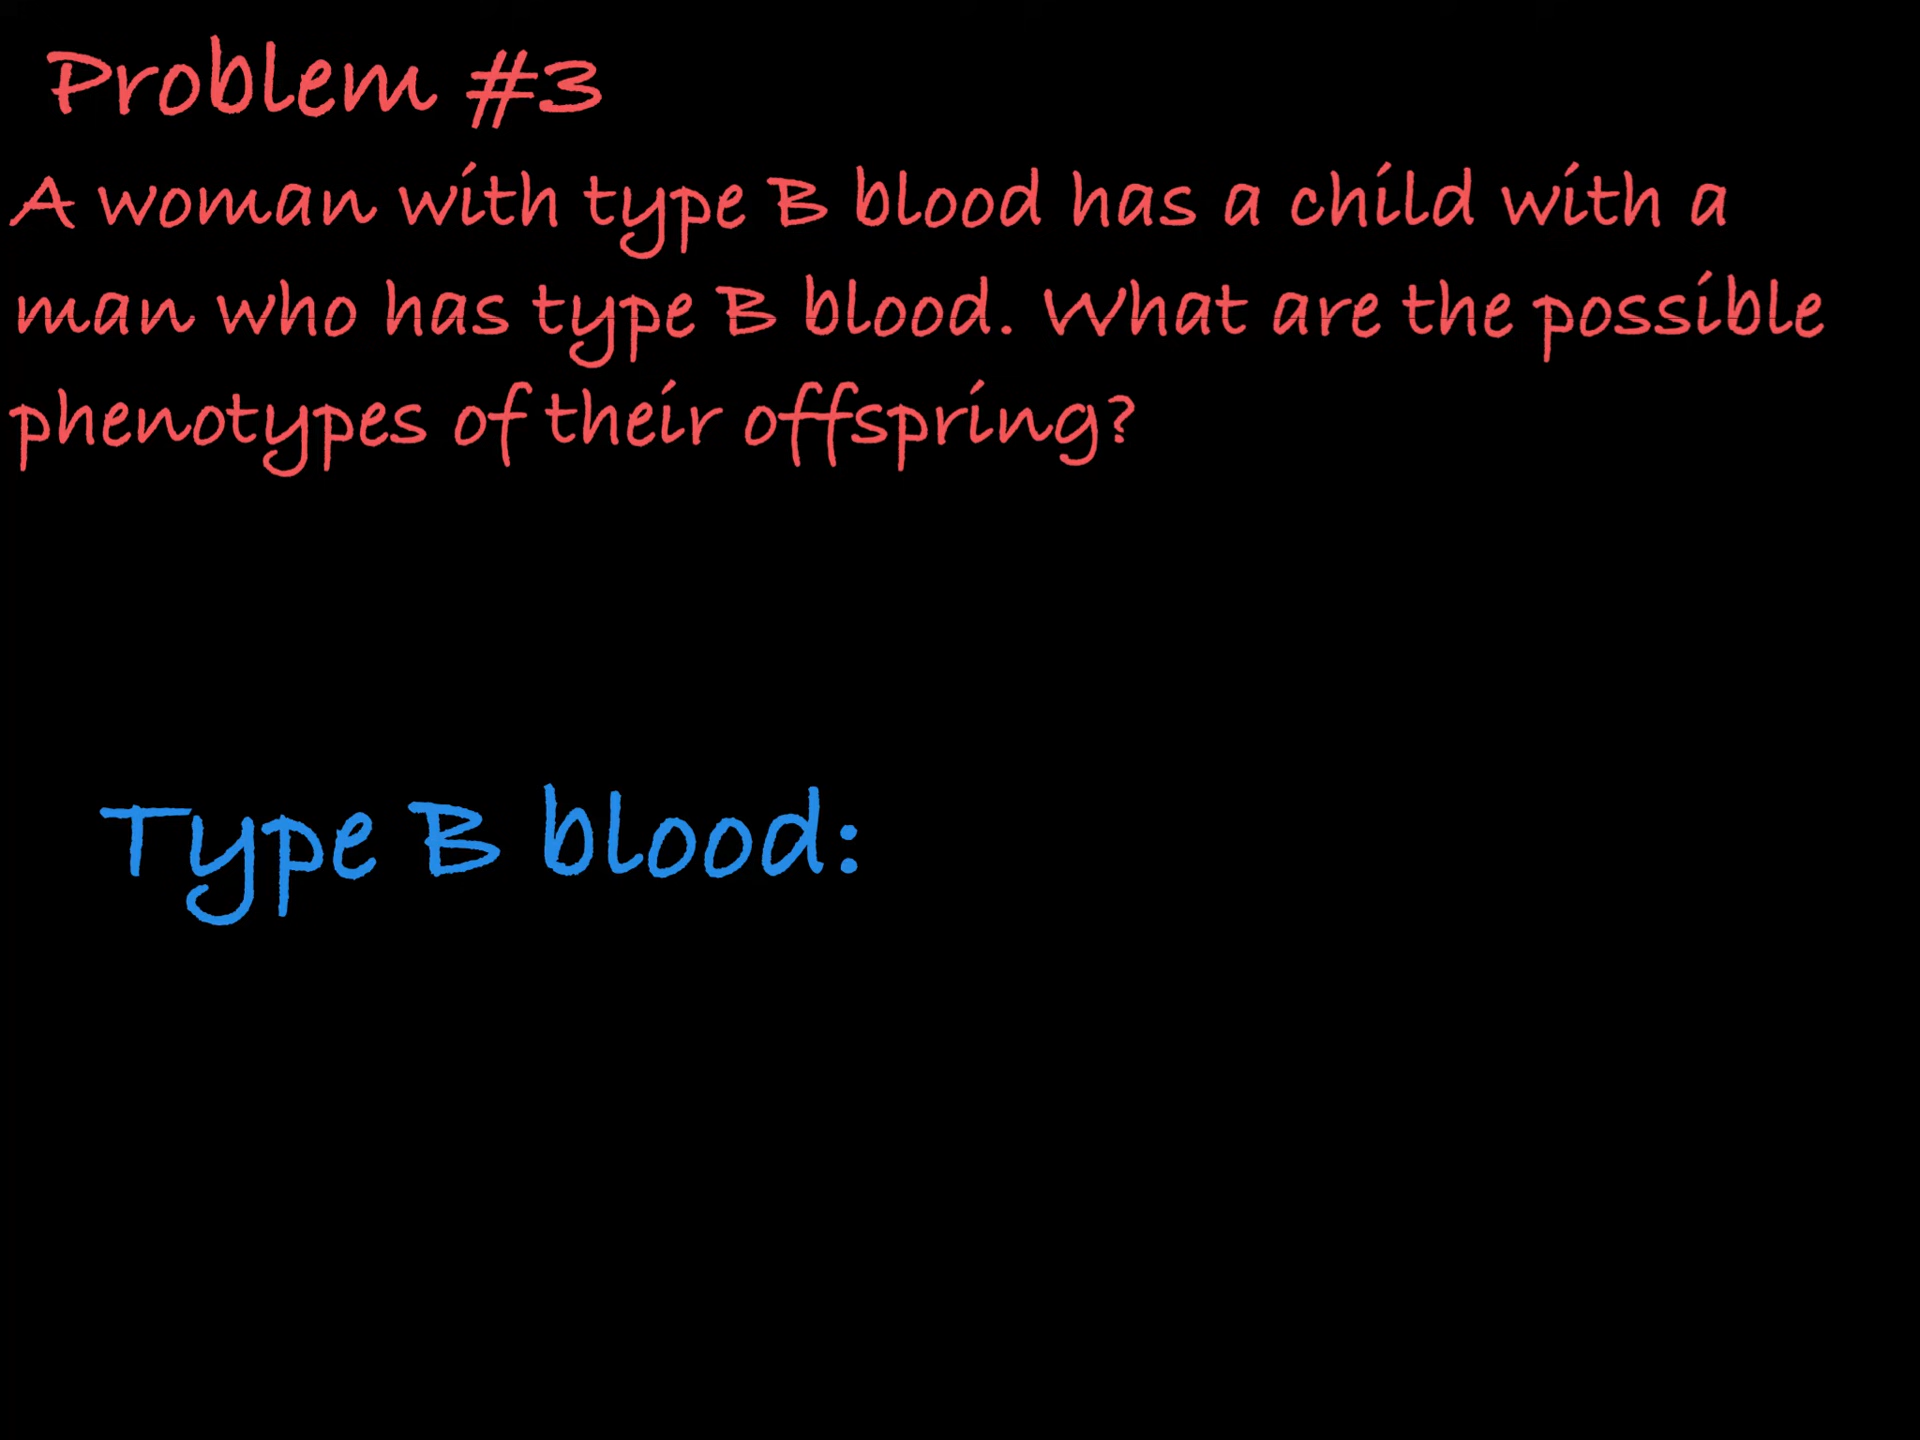 Problem #3
A woman with type B blood has a child with a
man who has type B blood. What are the possible
phenotypes of their offspring?
Type B blood: